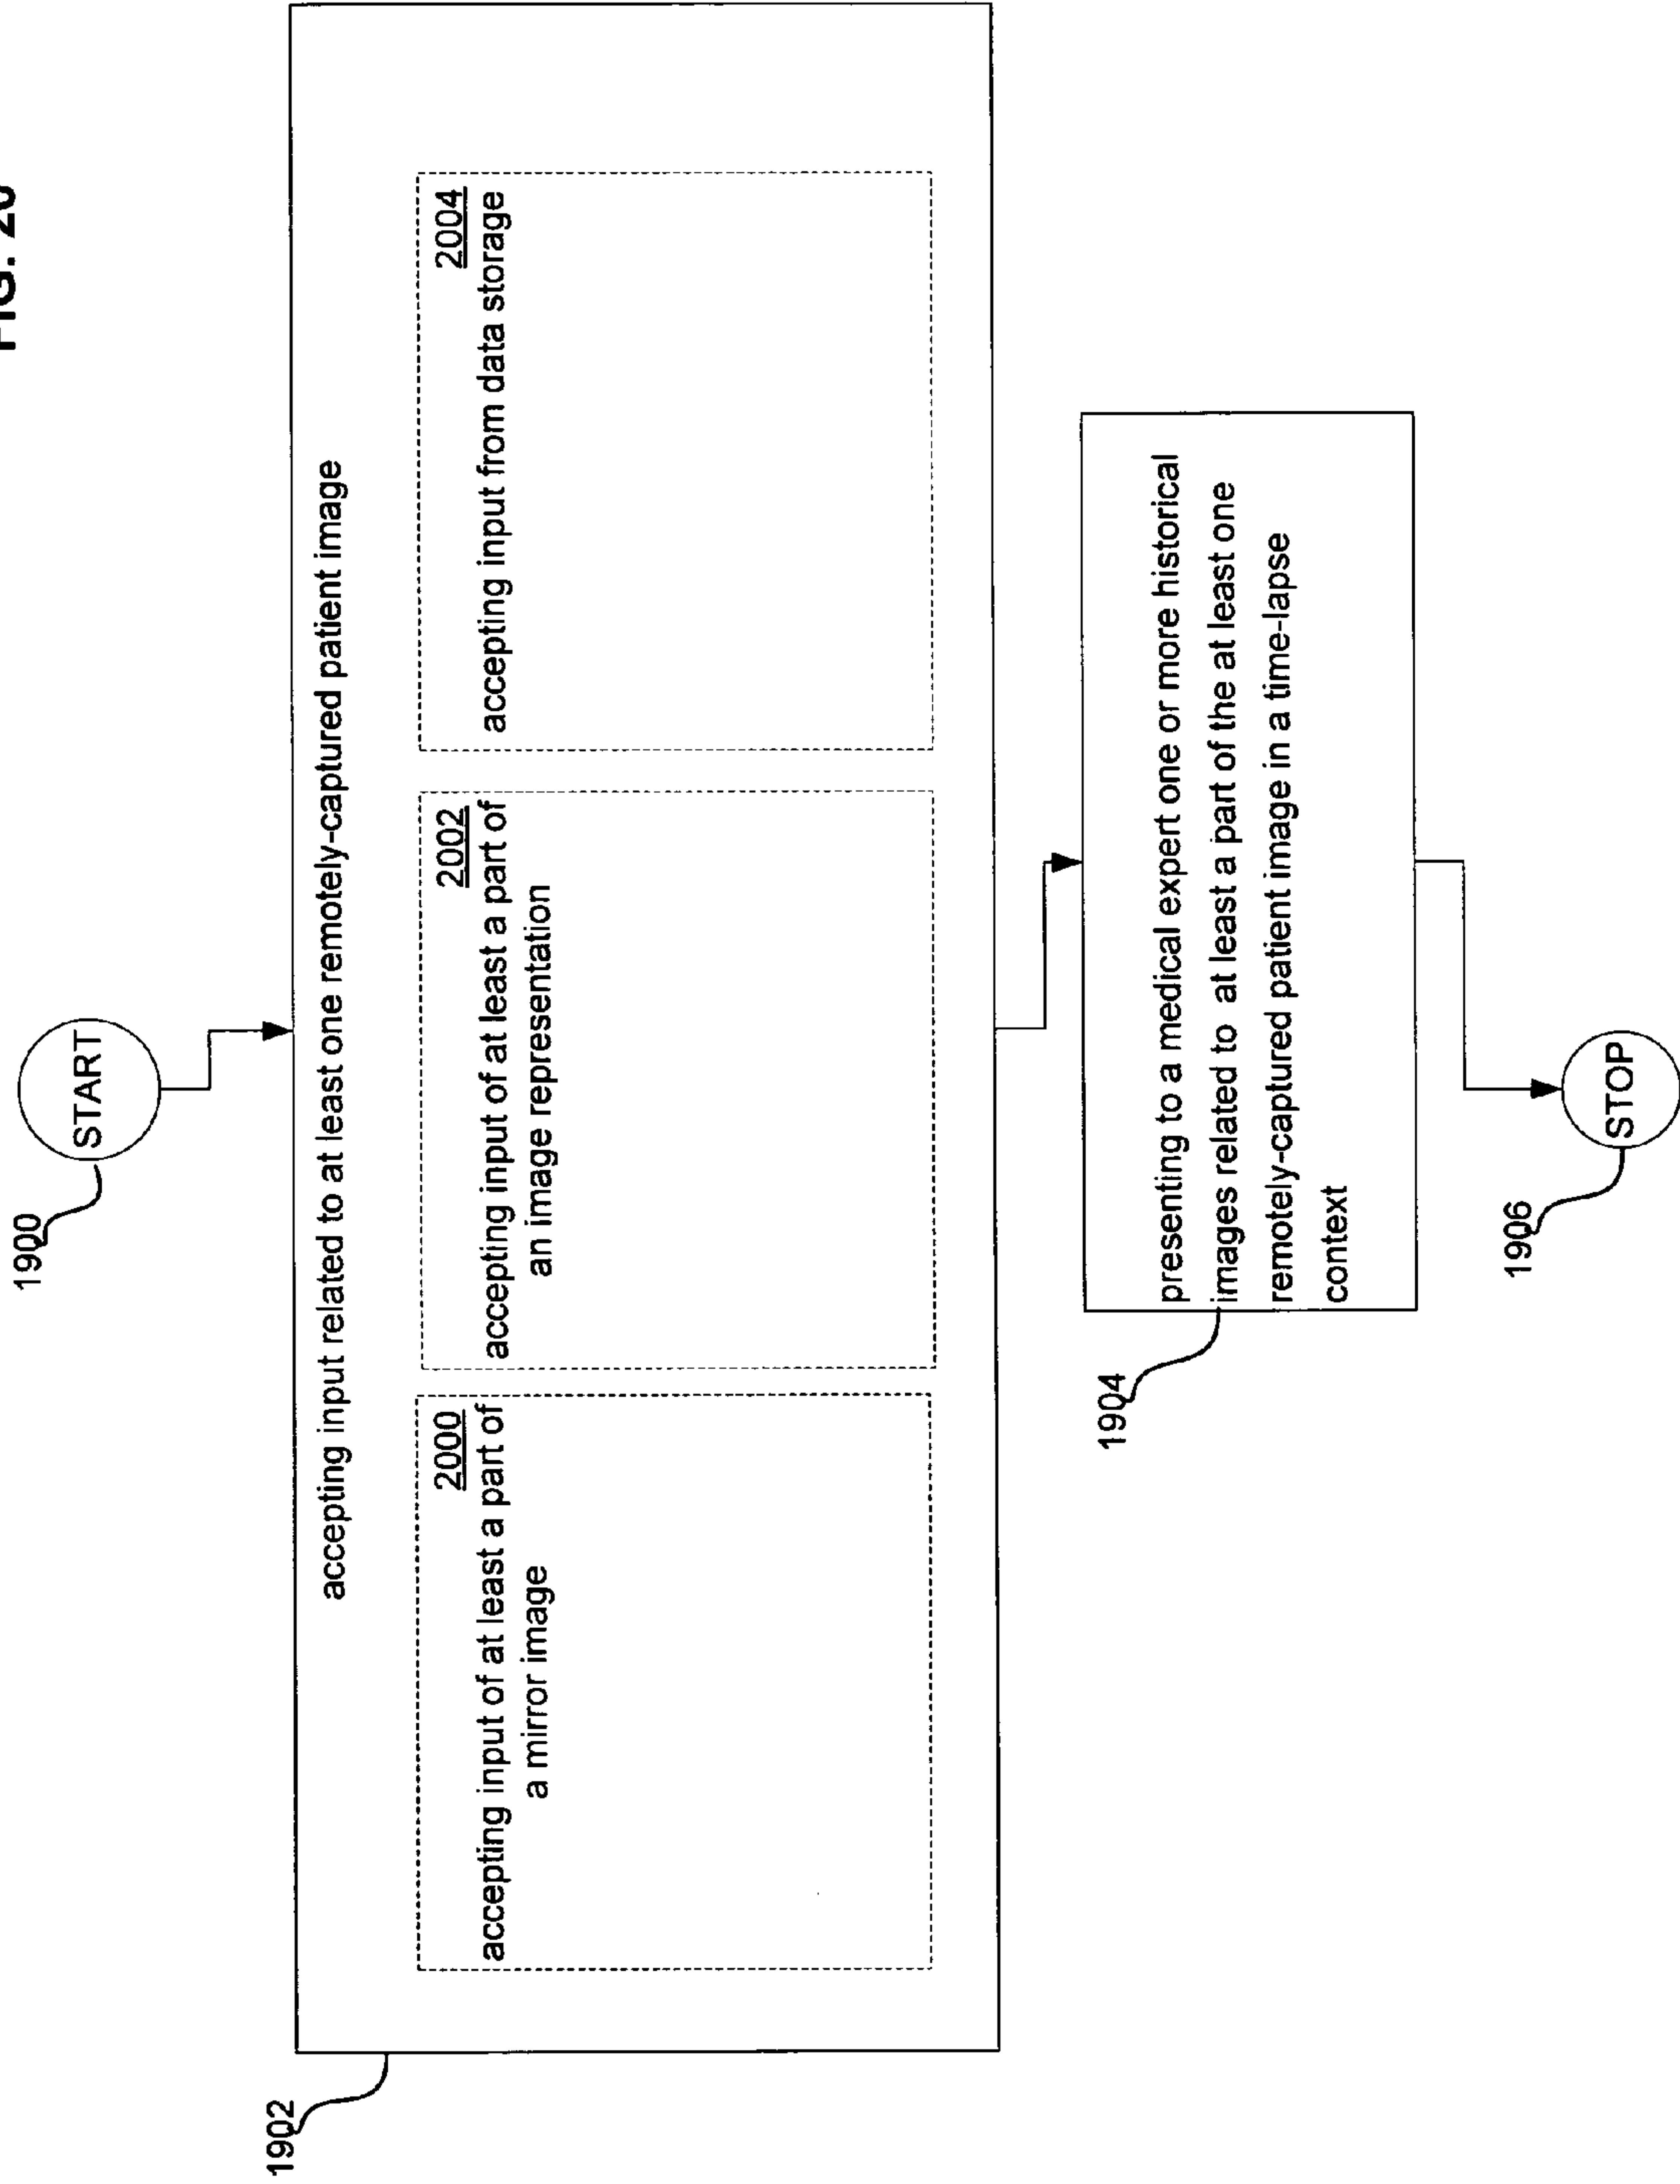 FIG. 20
1900
START
1902
accepting input related to at least one remotely-captured patient image
2000
accepting input of at least a part of
a mirror image
2002
accepting input of at least a part of
an image representation
2004
accepting input from data storage
1904
presenting to a medical expert one or more historical
images related to at least a part of the at least one
remotely-captured patient image in a time-lapse
context
1906
STOP